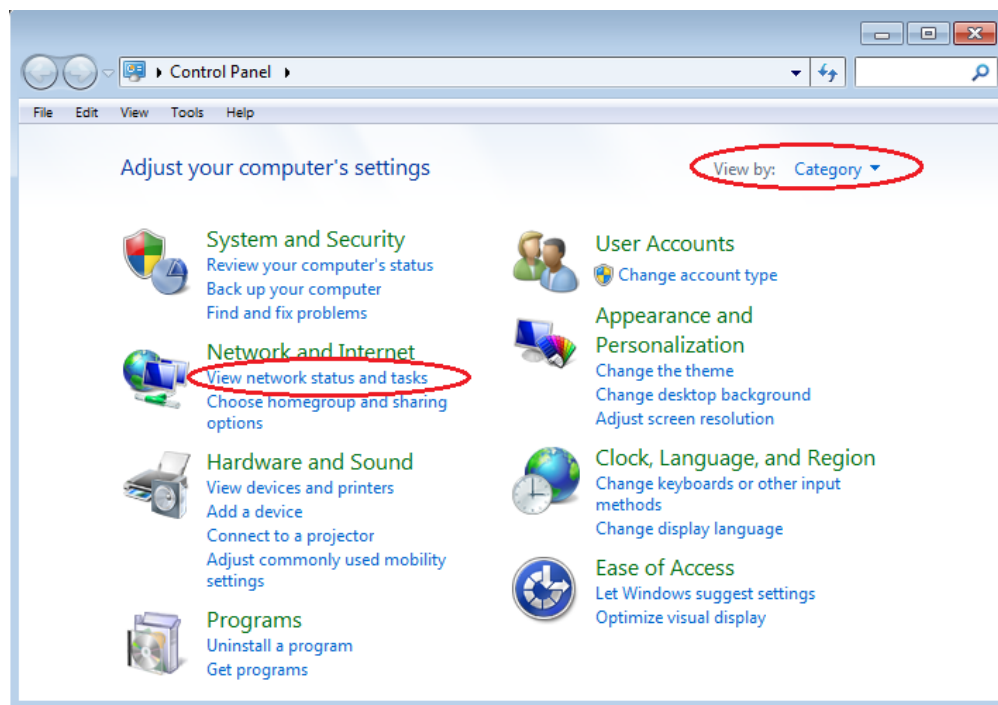 Control Panel
File Edit View Tools Help
Adjust your computer's settings
View by: Category
System and Security
Review your computer's status
Back up your computer
Find and fix problems
Network and Internet
View network status and tasks
Choose homegroup and sharing
options
Hardware and Sound
View devices and printers
Add a device
Connect to a projector
Adjust commonly used mobility
settings
Programs
Uninstall a program
Get programs
User Accounts
Change account type
Appearance and
Personalization
Change the theme
Change desktop background
Adjust screen resolution
Clock, Language, and Region
Change keyboards or other input
methods
Change display language
Ease of Access
Let Windows suggest settings
Optimize visual display